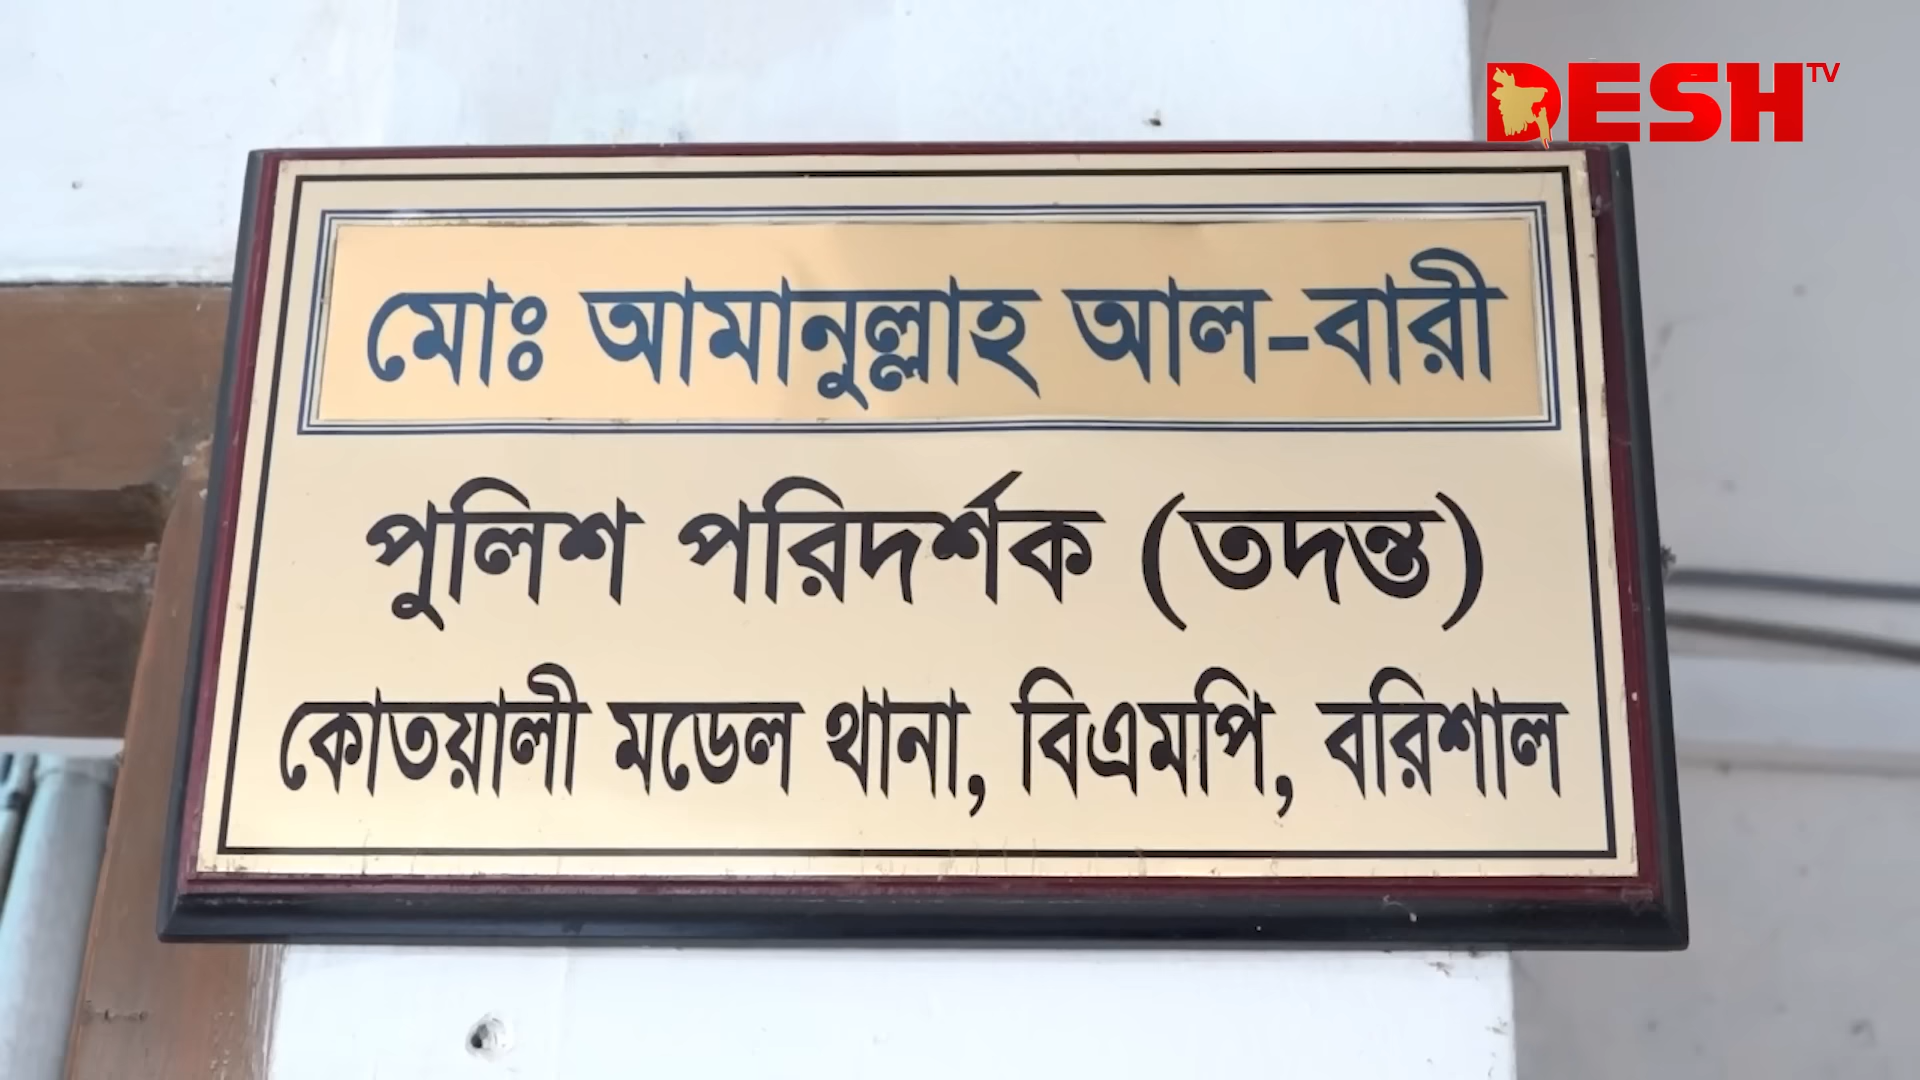 DESH TV
মোঃ আমানুল্লাহ আল-বারী
পুলিশ পরিদর্শক (তদন্ত)
কোতয়ালী মডেল থানা, বিএমপি, বরিশাল